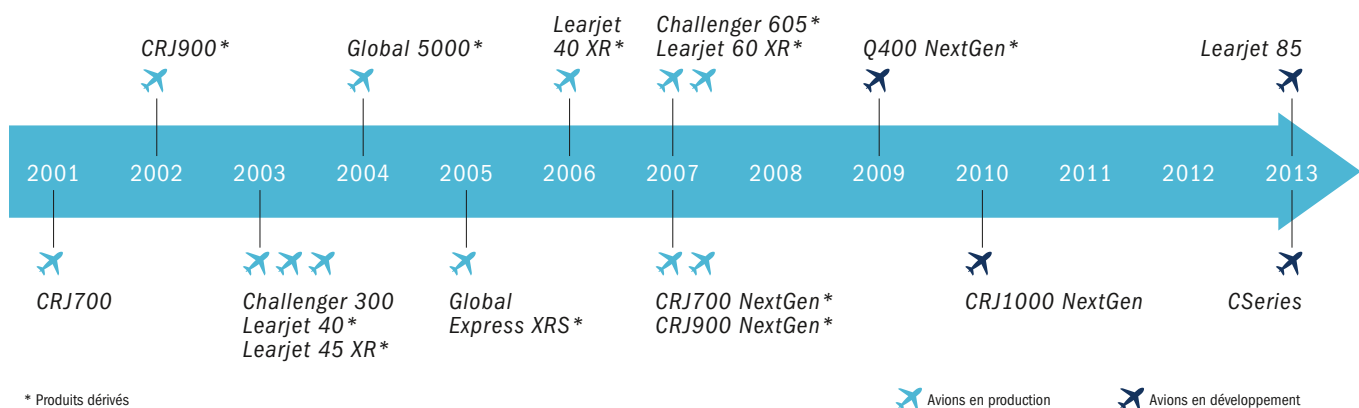 CRJ900*
Global 5000*
Learjet
40 XR*
Challenger 605*
Learjet 60 XR*
Q400 NextGen*
Learjet 85
2001 2002 2003 2004 2005 2006 2007 2008 2009 2010 2011 2012 2013
CRJ700
Challenger 300
Learjet 40*
Learjet 45 XR*
Global
Express XRS*
CRJ700 NextGen*
CRJ900 NextGen*
CRJ1000 NextGen
CSeries
* Produits dérivés
Avions en production
Avions en développement